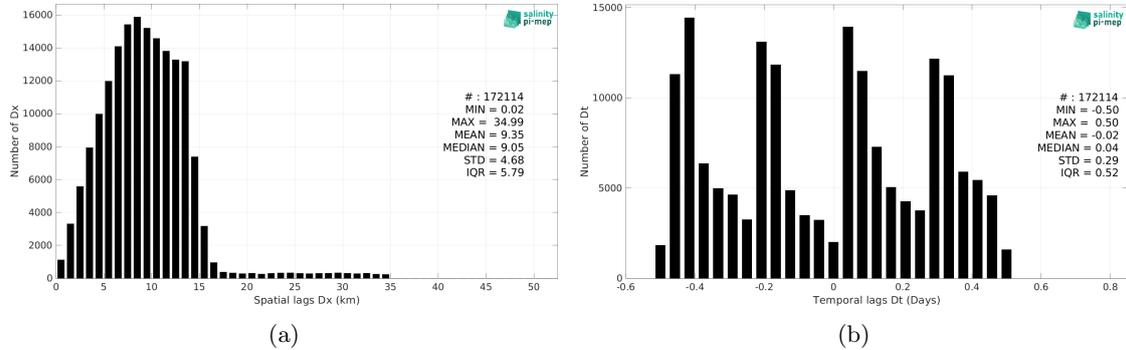 16000
14000
12000
10000
8000
6000
4000
2000
0
Number of Dx
salinity
pi-mep
# : 172114
MIN = 0.02
MAX = 34.99
MEAN = 9.35
MEDIAN = 9.05
STD = 4.68
IQR = 5.79
0 5 10 15 20 25 30 35 40 45 50
Spatial lags Dx (km)
(a)
15000
10000
5000
0
Number of Dt
salinity
pi-mep
# : 172114
MIN = -0.50
MAX = 0.50
MEAN = -0.02
MEDIAN = 0.04
STD = 0.29
IQR = 0.52
-0.6 -0.4 -0.2 0 0.2 0.4 0.6 0.8
Temporal lags Dt (Days)
(b)